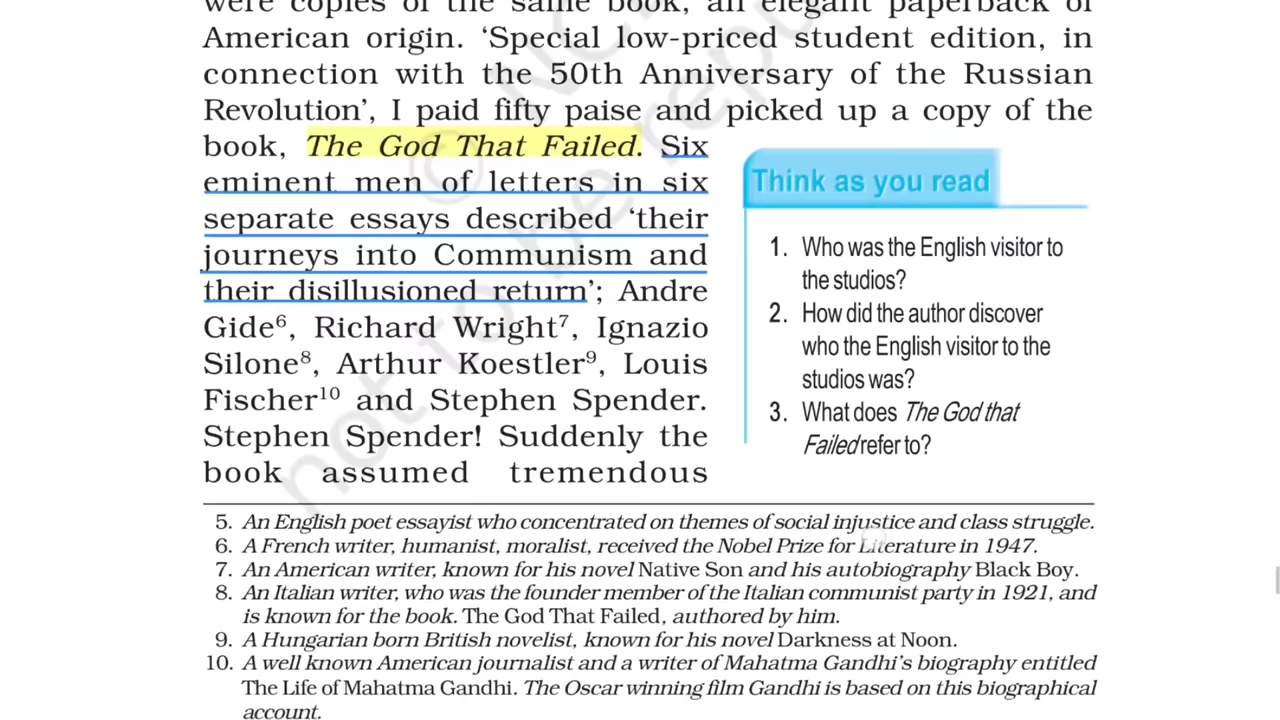 were copies of the same book, an elegant paperback of
American origin. ‘Special low-priced student edition, in
connection with the 50th Anniversary of the Russian
Revolution’, I paid fifty paise and picked up a copy of the
book, The God That Failed. Six
eminent men of letters in six
separate essays described ‘their
journeys into Communism and
their disillusioned return’; Andre
Gide⁶, Richard Wright⁷, Ignazio
Silone⁸, Arthur Koestler⁹, Louis
Fischer¹⁰ and Stephen Spender.
Stephen Spender! Suddenly the
book assumed tremendous
Think as you read
1. Who was the English visitor to
the studios?
2. How did the author discover
who the English visitor to the
studios was?
3. What does The God that
Failed refer to?
5. An English poet essayist who concentrated on themes of social injustice and class struggle.
6. A French writer, humanist, moralist, received the Nobel Prize for Literature in 1947.
7. An American writer, known for his novel Native Son and his autobiography Black Boy.
8. An Italian writer, who was the founder member of the Italian communist party in 1921, and
is known for the book. The God That Failed, authored by him.
9. A Hungarian born British novelist, known for his novel Darkness at Noon.
10. A well known American journalist and a writer of Mahatma Gandhi’s biography entitled
The Life of Mahatma Gandhi. The Oscar winning film Gandhi is based on this biographical
account.
not to be repu
© NC